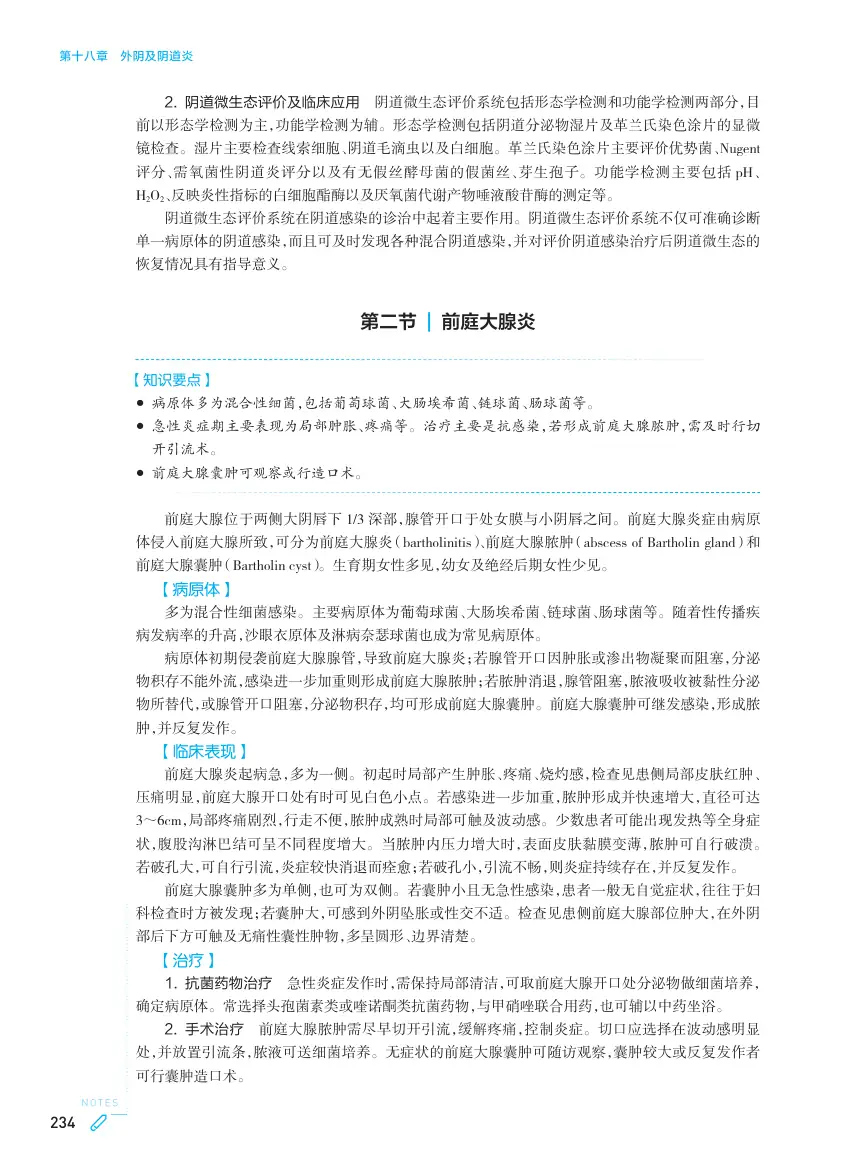 第十八章 外阴及阴道炎
2. 阴道微生态评价及临床应用 阴道微生态评价系统包括形态学检测和功能学检测两部分,目
前以形态学检测为主,功能学检测为辅。形态学检测包括阴道分泌物湿片及革兰氏染色涂片的显微
镜检查。湿片主要检查线索细胞、阴道毛滴虫以及白细胞。革兰氏染色涂片主要评价优势菌、Nugent
评分、需氧菌性阴道炎评分以及有无假丝酵母菌的假菌丝、芽生孢子。功能学检测主要包括 pH、
H₂O₂、反映炎性指标的白细胞酯酶以及厌氧菌代谢产物唾液酸苷酶的测定等。
阴道微生态评价系统在阴道感染的诊治中起着主要作用。阴道微生态评价系统不仅可准确诊断
单一病原体的阴道感染,而且可及时发现各种混合阴道感染,并对评价阴道感染治疗后阴道微生态的
恢复情况具有指导意义。
第二节 | 前庭大腺炎
【知识要点】
● 病原体多为混合性细菌,包括葡萄球菌、大肠埃希菌、链球菌、肠球菌等。
● 急性炎症期主要表现为局部肿胀、疼痛等。治疗主要是抗感染,若形成前庭大腺脓肿,需及时行切
开引流术。
● 前庭大腺囊肿可观察或行造口术。
前庭大腺位于两侧大阴唇下 1/3 深部,腺管开口于处女膜与小阴唇之间。前庭大腺炎症由病原
体侵入前庭大腺所致,可分为前庭大腺炎(bartholinitis)、前庭大腺脓肿(abscess of Bartholin gland)和
前庭大腺囊肿(Bartholin cyst)。生育期女性多见,幼女及绝经后期女性少见。
【病原体】
多为混合性细菌感染。主要病原体为葡萄球菌、大肠埃希菌、链球菌、肠球菌等。随着性传播疾
病发病率的升高,沙眼衣原体及淋病奈瑟球菌也成为常见病原体。
病原体初期侵袭前庭大腺腺管,导致前庭大腺炎;若腺管开口因肿胀或渗出物凝聚而阻塞,分泌
物积存不能外流,感染进一步加重则形成前庭大腺脓肿;若脓肿消退,腺管阻塞,脓液吸收被黏性分泌
物所替代,或腺管开口阻塞,分泌物积存,均可形成前庭大腺囊肿。前庭大腺囊肿可继发感染,形成脓
肿,并反复发作。
【临床表现】
前庭大腺炎起病急,多为一侧。初起时局部产生肿胀、疼痛、烧灼感,检查见患侧局部皮肤红肿、
压痛明显,前庭大腺开口处有时可见白色小点。若感染进一步加重,脓肿形成并快速增大,直径可达
3～6cm,局部疼痛剧烈,行走不便,脓肿成熟时局部可触及波动感。少数患者可能出现发热等全身症
状,腹股沟淋巴结可呈不同程度增大。当脓肿内压力增大时,表面皮肤黏膜变薄,脓肿可自行破溃。
若破孔大,可自行引流,炎症较快消退而痊愈;若破孔小,引流不畅,则炎症持续存在,并反复发作。
前庭大腺囊肿多为单侧,也可为双侧。若囊肿小且无急性感染,患者一般无自觉症状,往往于妇
科检查时方被发现;若囊肿大,可感到外阴坠胀或性交不适。检查见患侧前庭大腺部位肿大,在外阴
部后下方可触及无痛性囊性肿物,多呈圆形、边界清楚。
【治疗】
1. 抗菌药物治疗 急性炎症发作时,需保持局部清洁,可取前庭大腺开口处分泌物做细菌培养,
确定病原体。常选择头孢菌素类或喹诺酮类抗菌药物,与甲硝唑联合用药,也可辅以中药坐浴。
2. 手术治疗 前庭大腺脓肿需尽早切开引流,缓解疼痛,控制炎症。切口应选择在波动感明显
处,并放置引流条,脓液可送细菌培养。无症状的前庭大腺囊肿可随访观察,囊肿较大或反复发作者
可行囊肿造口术。
NOTES
234